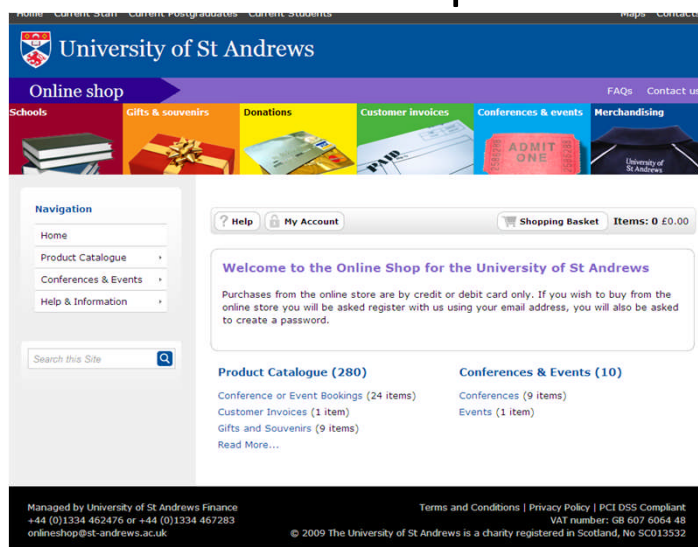 Home Current Staff Current Postgraduates Current Students Maps Contacts
University of St Andrews
Online shop
FAQs Contact us
Schools Gifts & souvenirs Donations Customer invoices Conferences & events Merchandising
PAID
ADMIT
ONE
University of
St Andrews
Navigation
Home
Product Catalogue
Conferences & Events
Help & Information
Search this Site
? Help My Account Shopping Basket Items: 0 £0.00
Welcome to the Online Shop for the University of St Andrews
Purchases from the online store are by credit or debit card only. If you wish to buy from the
online store you will be asked register with us using your email address, you will also be asked
to create a password.
Product Catalogue (280)
Conference or Event Bookings (24 items)
Customer Invoices (1 item)
Gifts and Souvenirs (9 items)
Read More...
Conferences & Events (10)
Conferences (9 items)
Events (1 item)
Managed by University of St Andrews Finance
+44 (0)1334 462476 or +44 (0)1334 467283
onlineshop@st-andrews.ac.uk
Terms and Conditions | Privacy Policy | PCI DSS Compliant
VAT number: GB 607 6064 48
© 2009 The University of St Andrews is a charity registered in Scotland, No SC013532